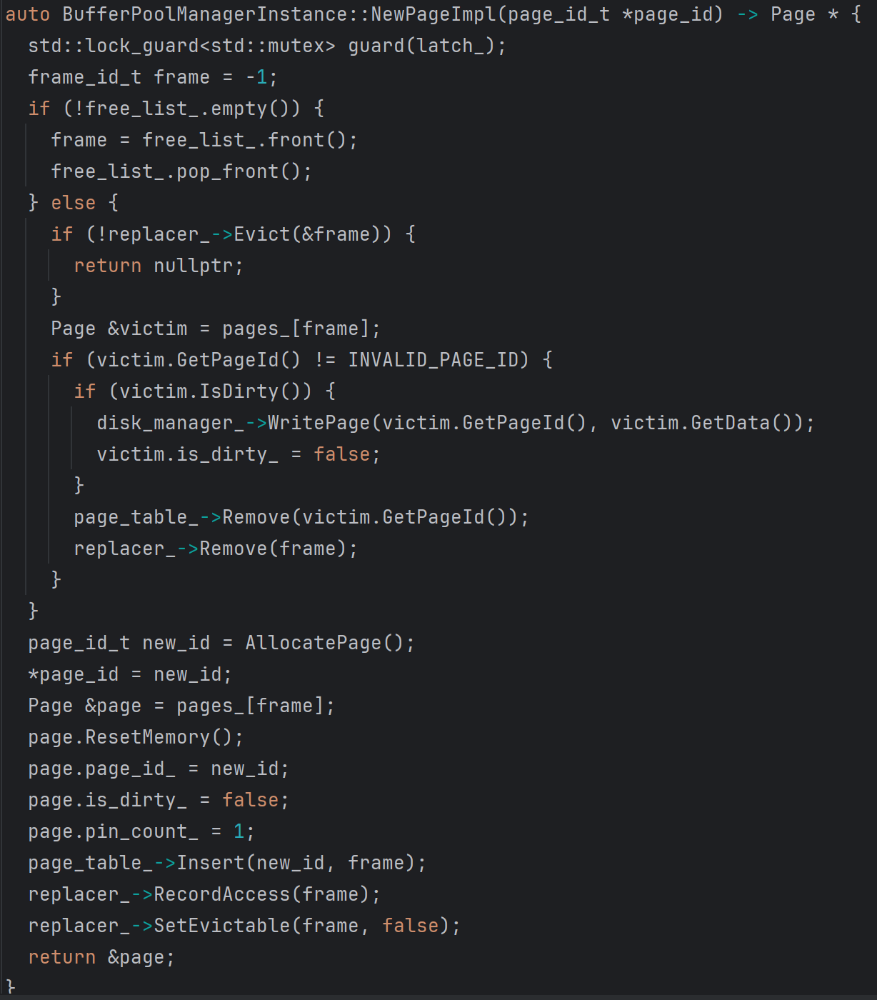 auto BufferPoolManagerInstance::NewPageImpl(page_id_t *page_id) -> Page * {
  std::lock_guard<std::mutex> guard(latch_);
  frame_id_t frame = -1;
  if (!free_list_.empty()) {
    frame = free_list_.front();
    free_list_.pop_front();
  } else {
    if (!replacer_->Evict(&frame)) {
      return nullptr;
    }
    Page &victim = pages_[frame];
    if (victim.GetPageId() != INVALID_PAGE_ID) {
      if (victim.IsDirty()) {
        disk_manager_->WritePage(victim.GetPageId(), victim.GetData());
        victim.is_dirty_ = false;
      }
      page_table_->Remove(victim.GetPageId());
      replacer_->Remove(frame);
    }
  }
  page_id_t new_id = AllocatePage();
  *page_id = new_id;
  Page &page = pages_[frame];
  page.ResetMemory();
  page.page_id_ = new_id;
  page.is_dirty_ = false;
  page.pin_count_ = 1;
  page_table_->Insert(new_id, frame);
  replacer_->RecordAccess(frame);
  replacer_->SetEvictable(frame, false);
  return &page;
}